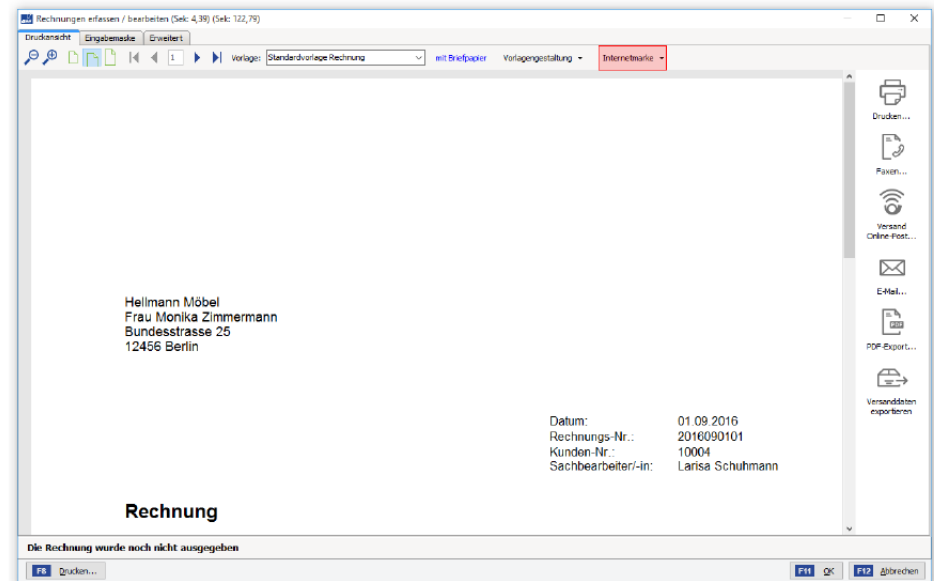 Rechnungen erfassen / bearbeiten (Sek: 4,39) (Sek: 122,79)
Druckansicht Eingabemaske Erweitert
1 Vorlage: Standardvorlage Rechnung mit Briefpapier Vorlagengestaltung Internetmarke
Drucken...
Faxen...
Versand
Online-Post...
E-Mail...
PDF
PDF-Export...
Versanddaten
exportieren
Hellmann Möbel
Frau Monika Zimmermann
Bundesstrasse 25
12456 Berlin
Datum: 01.09.2016
Rechnungs-Nr.: 2016090101
Kunden-Nr.: 10004
Sachbearbeiter/-in: Larisa Schuhmann
Rechnung
Die Rechnung wurde noch nicht ausgegeben
F8 Drucken... F11 OK F12 Abbrechen